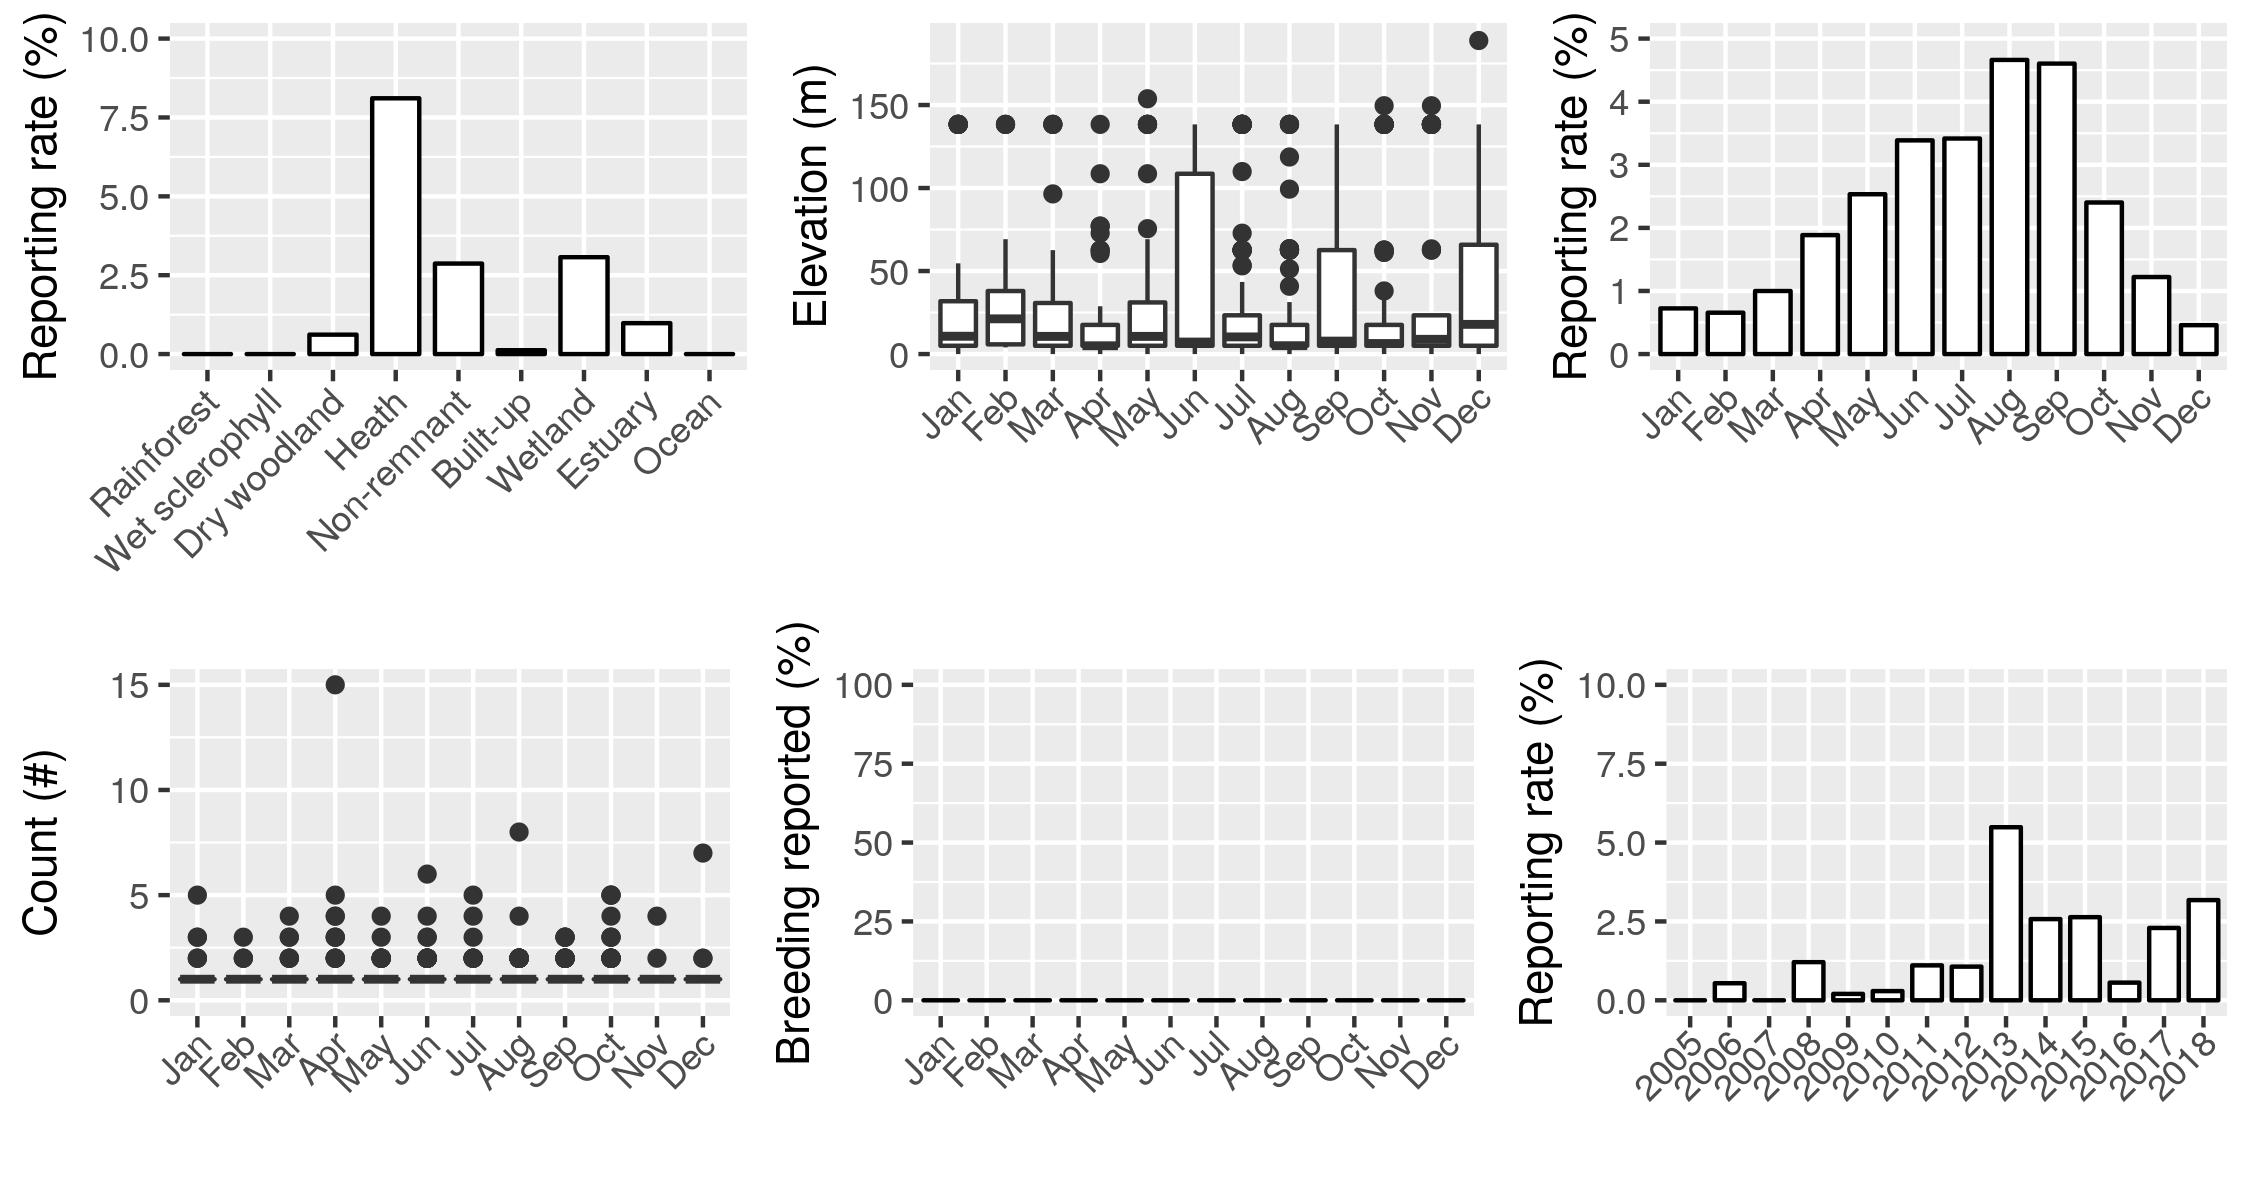 Reporting rate (%)
10.0
7.5
5.0
2.5
0.0
Rainforest
Wet sclerophyll
Dry woodland
Heath
Non-remnant
Built-up
Wetland
Estuary
Ocean
Elevation (m)
150
100
50
0
Jan
Feb
Mar
Apr
May
Jun
Jul
Aug
Sep
Oct
Nov
Dec
Reporting rate (%)
5
4
3
2
1
0
Jan
Feb
Mar
Apr
May
Jun
Jul
Aug
Sep
Oct
Nov
Dec
Count (#)
15
10
5
0
Jan
Feb
Mar
Apr
May
Jun
Jul
Aug
Sep
Oct
Nov
Dec
Breeding reported (%)
100
75
50
25
0
Jan
Feb
Mar
Apr
May
Jun
Jul
Aug
Sep
Oct
Nov
Dec
Reporting rate (%)
10.0
7.5
5.0
2.5
0.0
2005
2006
2007
2008
2009
2010
2011
2012
2013
2014
2015
2016
2017
2018